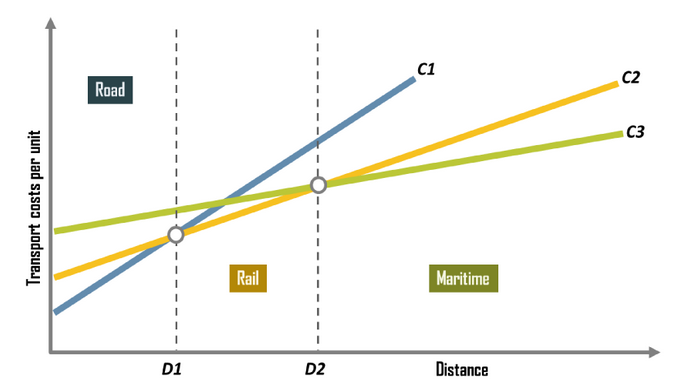 C1
C2
Road
C3
Transport costs per unit
Rail
Maritime
D1
D2
Distance